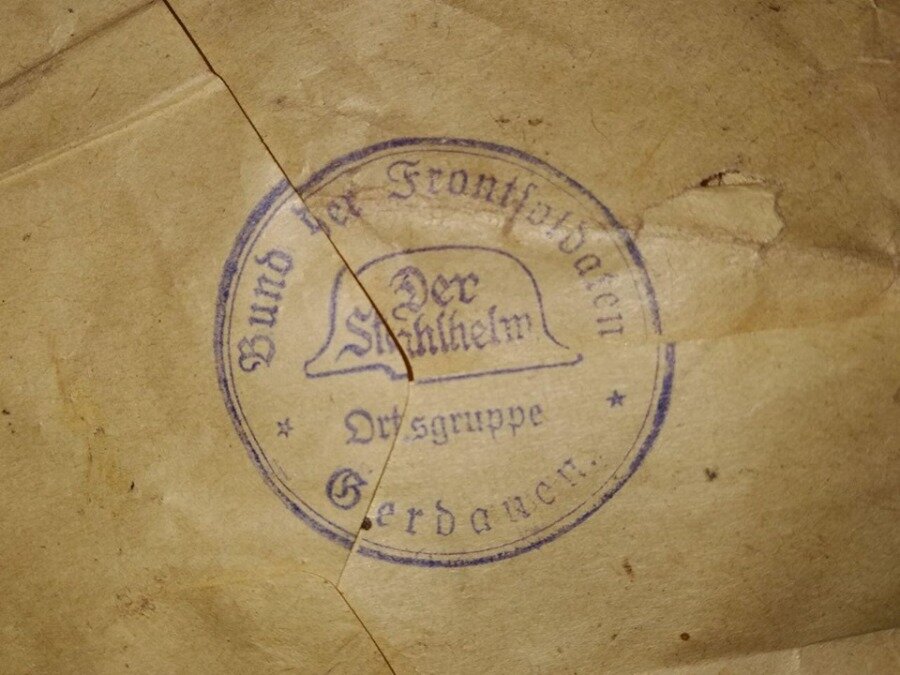 Bund der Frontsoldaten
Der
Stahlhelm
Ortsgruppe
Gerdauen.